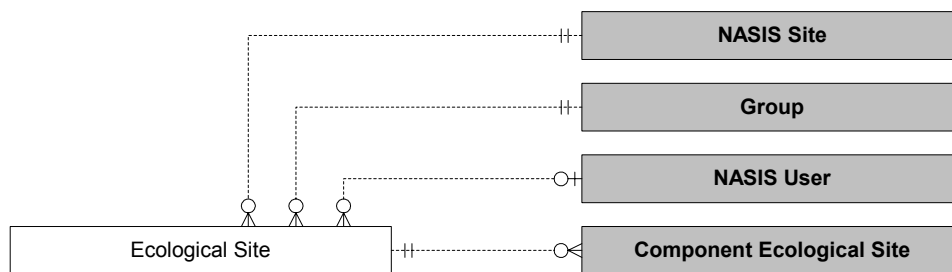 NASIS Site
Group
NASIS User
Ecological Site
Component Ecological Site